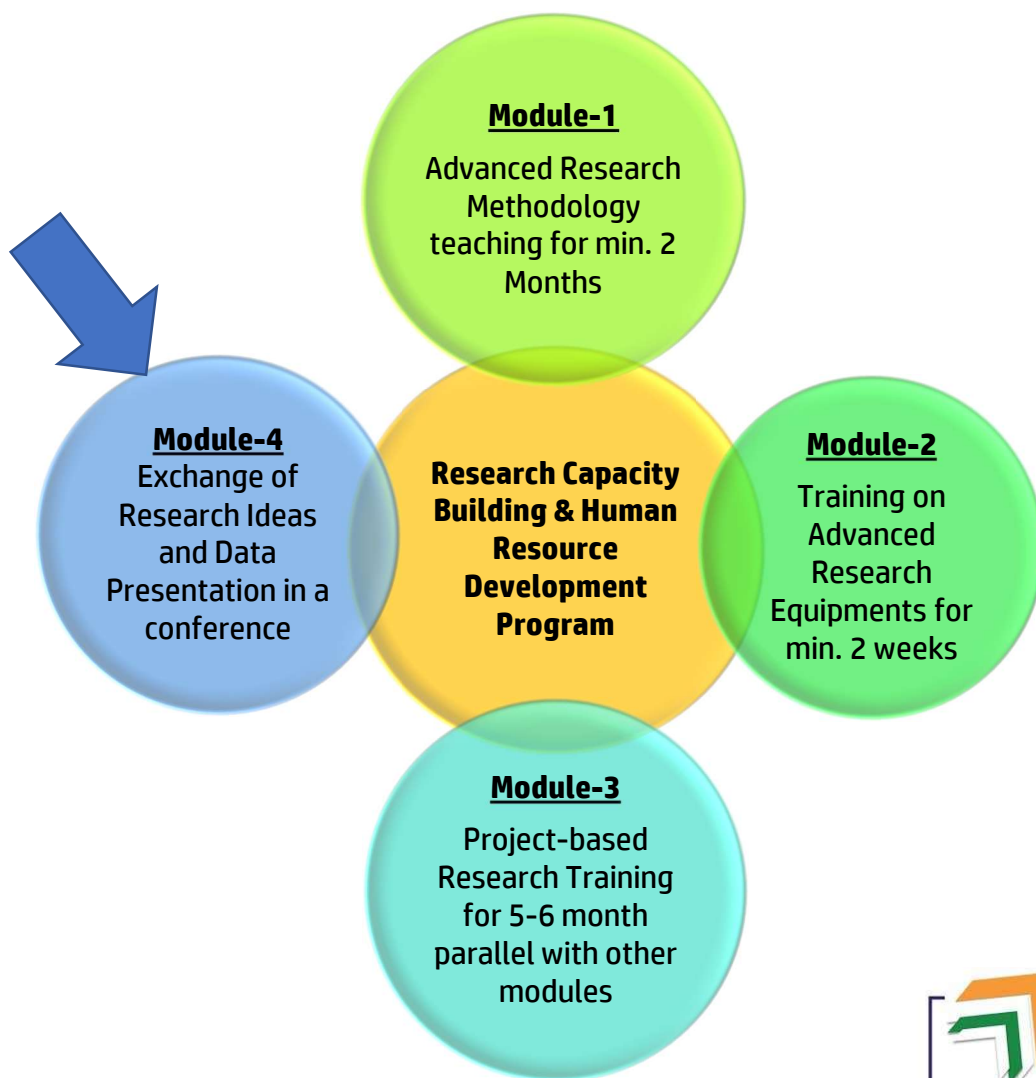 Module-1
Advanced Research
Methodology
teaching for min. 2
Months
Module-4
Exchange of
Research Ideas
and Data
Presentation in a
conference
Research Capacity
Building & Human
Resource
Development
Program
Module-2
Training on
Advanced
Research
Equipments for
min. 2 weeks
Module-3
Project-based
Research Training
for 5-6 month
parallel with other
modules